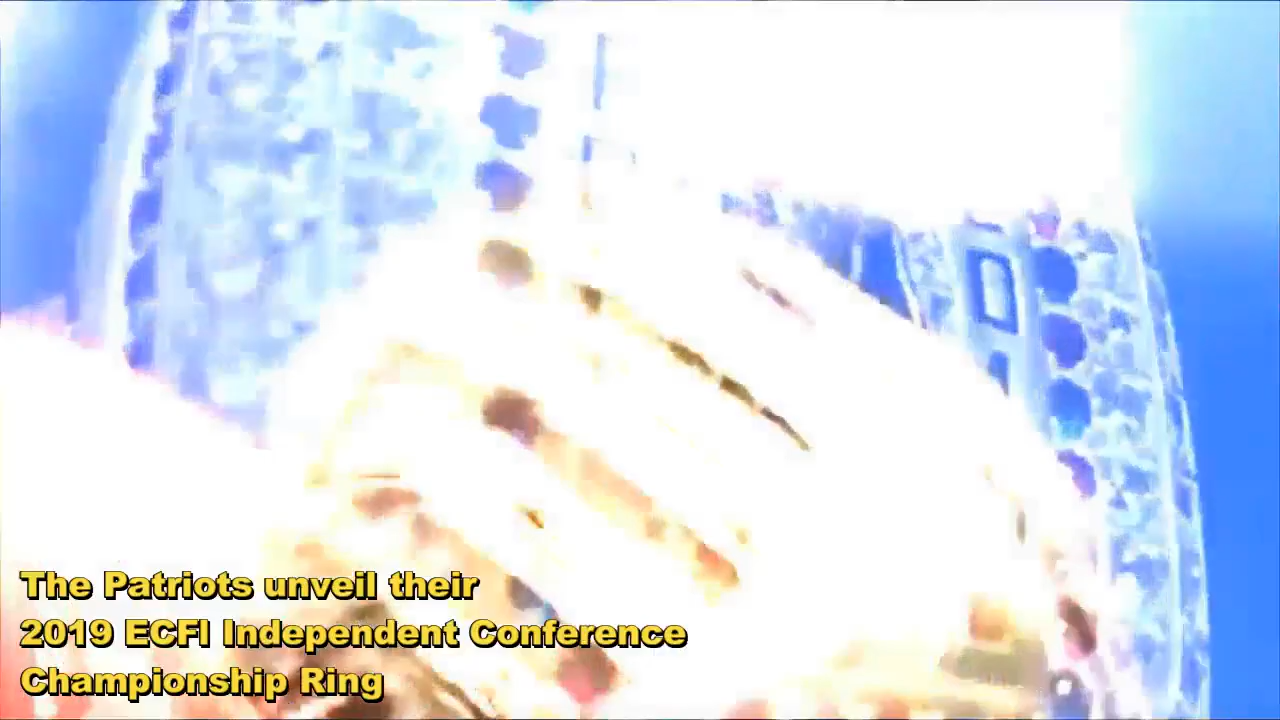 The Patriots unveil their
2019 ECFI Independent Conference
Championship Ring